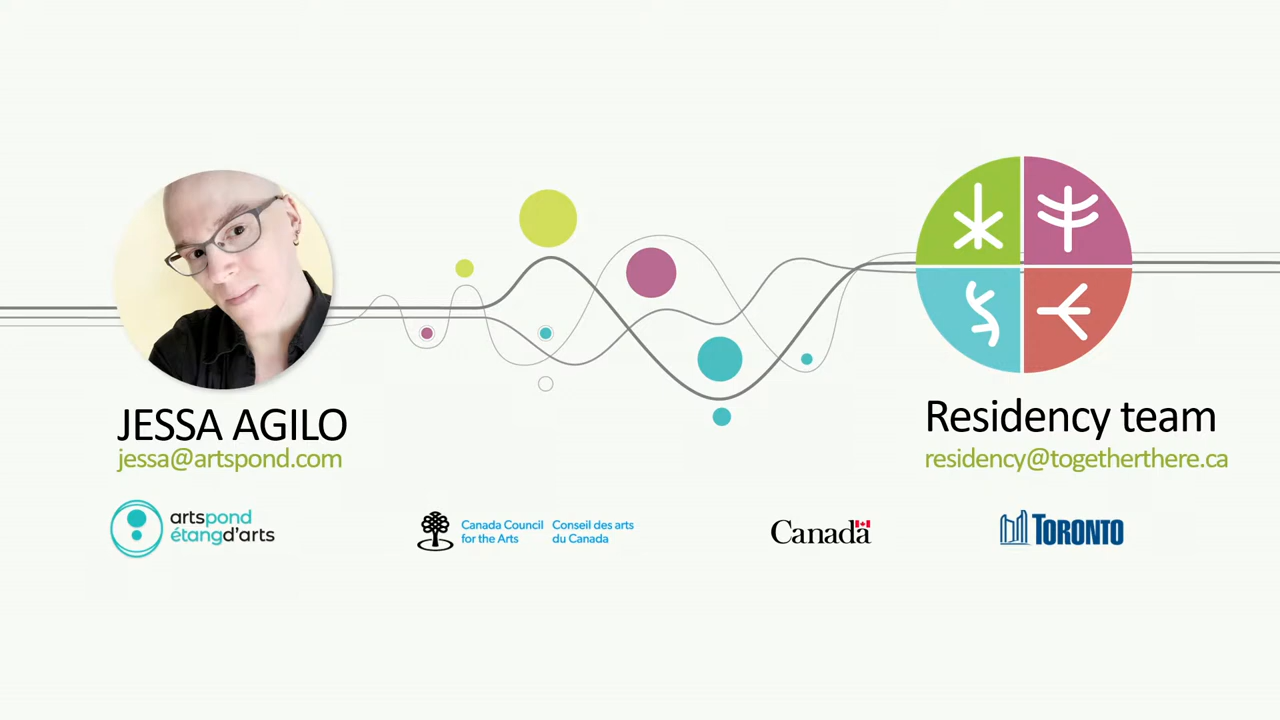 JESSA AGILO
jessa@artspond.com
Residency team
residency@togetherthere.ca
artspond
étangd'arts
Canada Council
for the Arts
Conseil des arts
du Canada
Canada
TORONTO